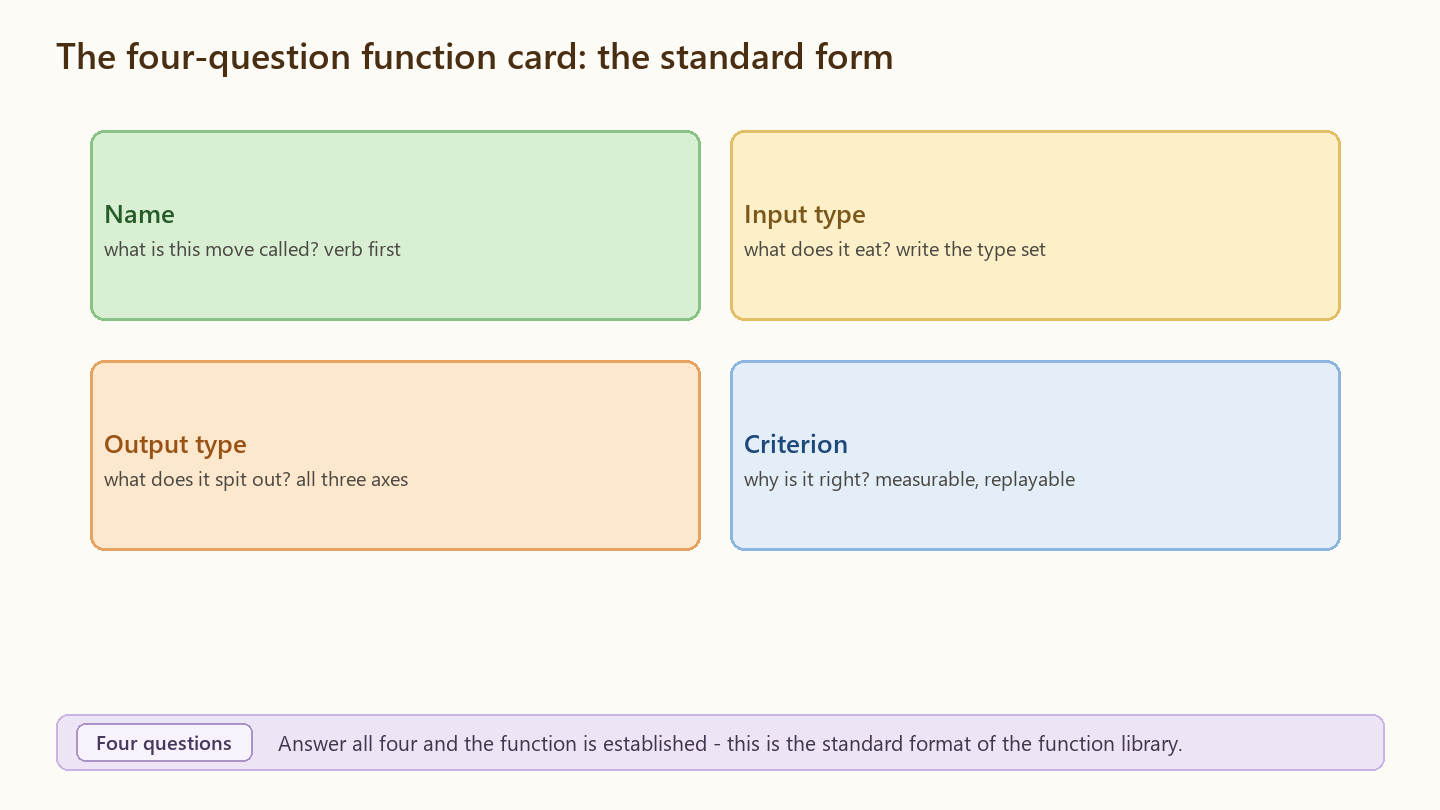 The four-question function card: the standard form
Name
what is this move called? verb first
Input type
what does it eat? write the type set
Output type
what does it spit out? all three axes
Criterion
why is it right? measurable, replayable
Four questions
Answer all four and the function is established - this is the standard format of the function library.